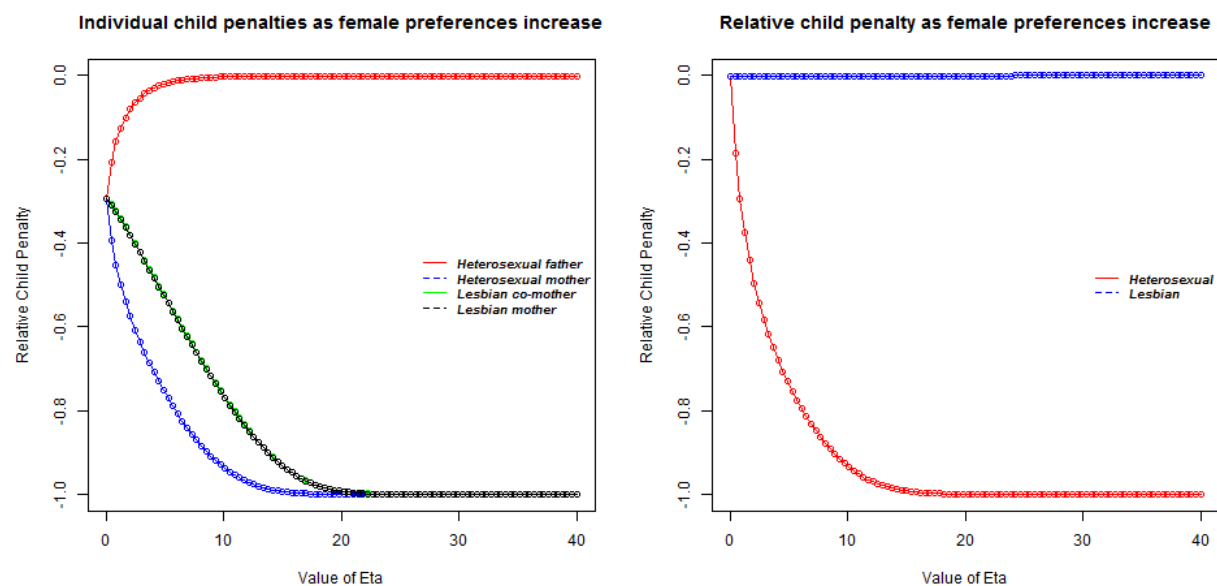 Individual child penalties as female preferences increase
Relative Child Penalty
0.0
-0.2
-0.4
-0.6
-0.8
-1.0
Heterosexual father
Heterosexual mother
Lesbian co-mother
Lesbian mother
0 10 20 30 40
Value of Eta
Relative child penalty as female preferences increase
Relative Child Penalty
0.0
-0.2
-0.4
-0.6
-0.8
-1.0
Heterosexual
Lesbian
0 10 20 30 40
Value of Eta